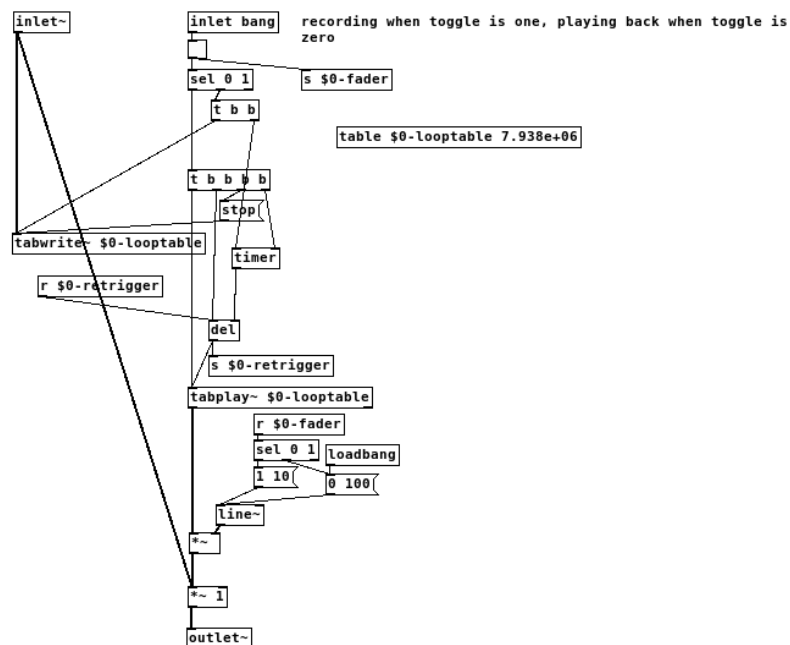 inlet~
inlet bang
recording when toggle is one, playing back when toggle is
zero
sel 0 1
s $0-fader
t b b
table $0-looptable 7.938e+06
t b b b b
stop
tabwrite~ $0-looptable
timer
r $0-retrigger
del
s $0-retrigger
tabplay~ $0-looptable
r $0-fader
sel 0 1
loadbang
1 10
0 100
line~
*~
*~ 1
outlet~